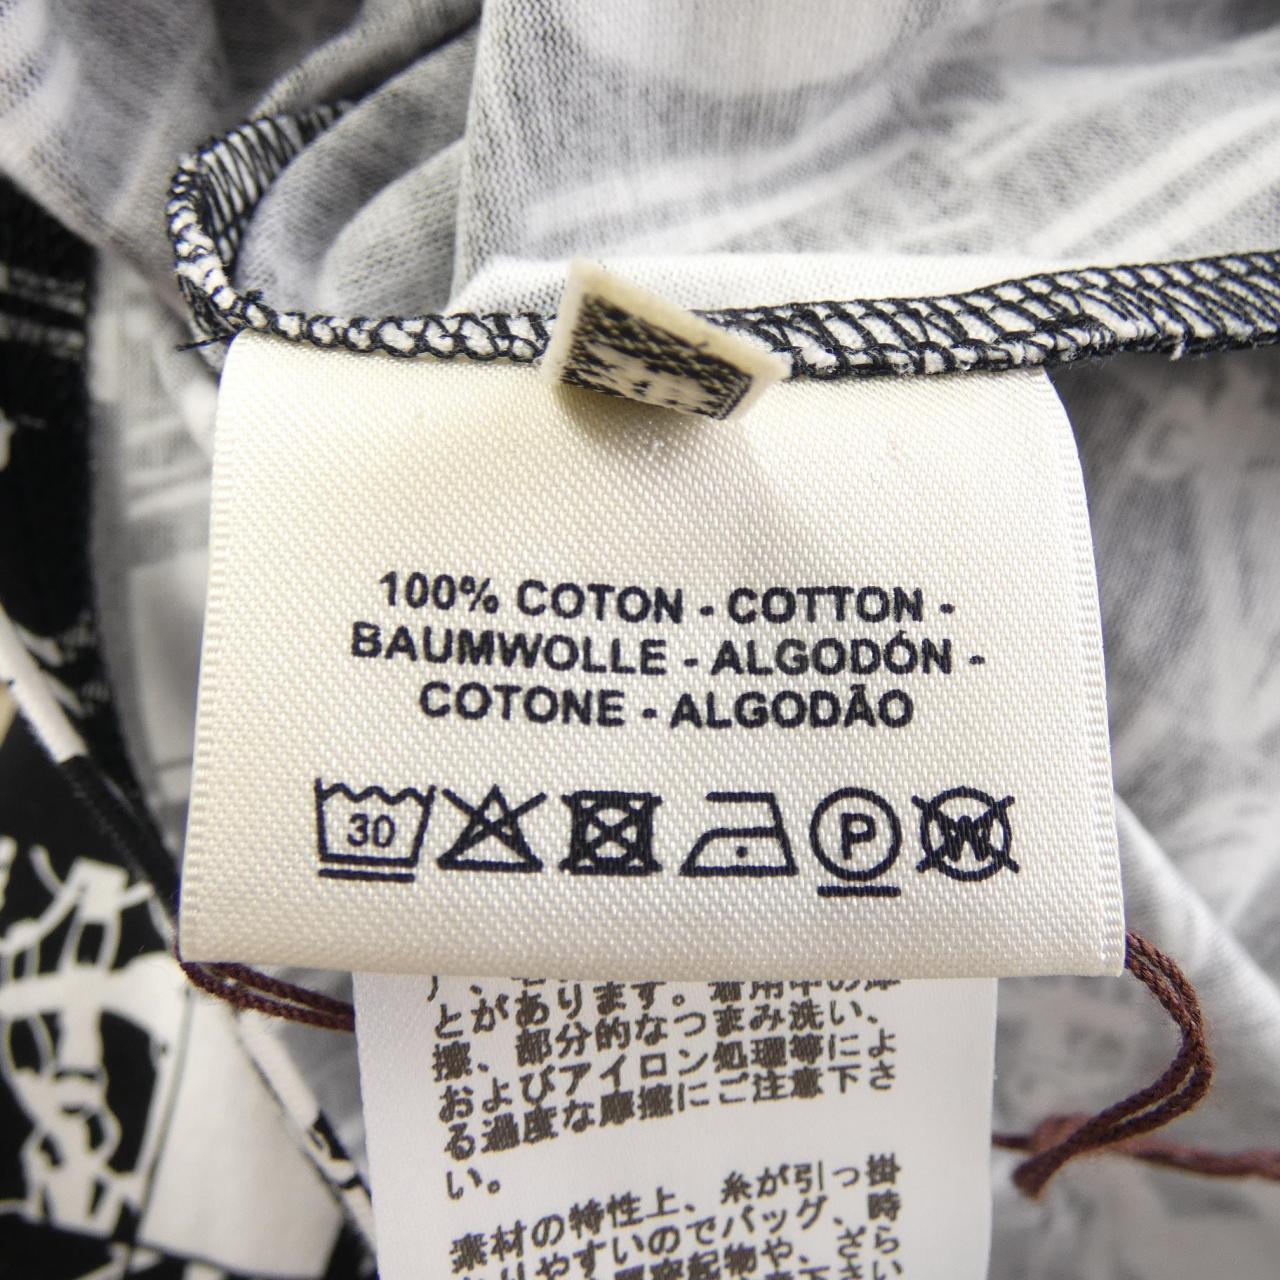 100% COTON - COTTON -
BAUMWOLLE - ALGODÓN -
COTONE - ALGODÃO
30 P W
とがあります。着用中の摩
擦、部分的なつまみ洗い、
およびアイロン処理等によ
る過度な摩擦にご注意下さ
い。
素材の特性上、糸が引っ掛
りやすいのでバッグ、時